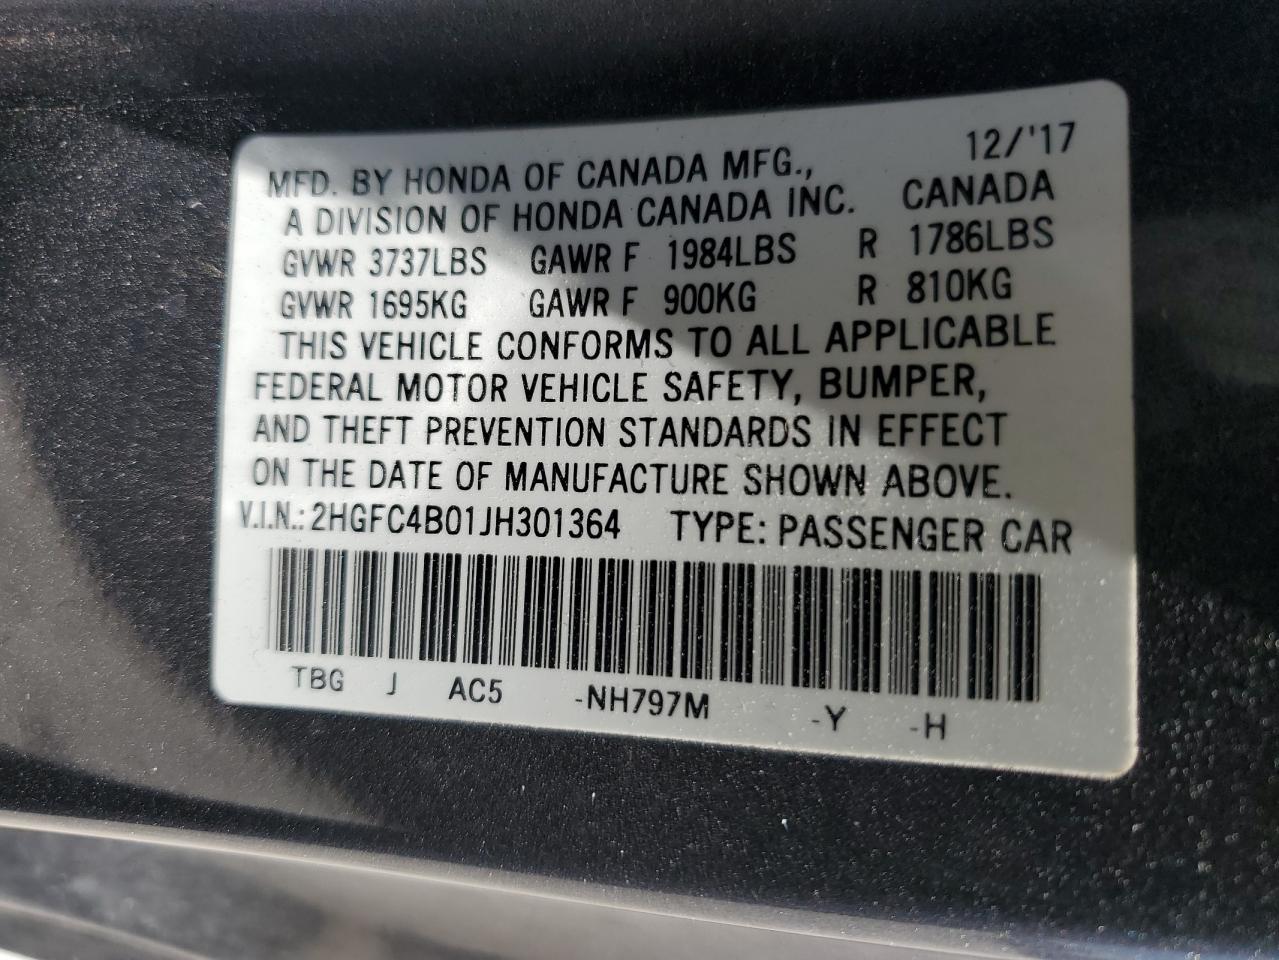 12/'17
MFD. BY HONDA OF CANADA MFG.,
A DIVISION OF HONDA CANADA INC. CANADA
GVWR 3737LBS GAWR F 1984LBS R 1786LBS
GVWR 1695KG GAWR F 900KG R 810KG
THIS VEHICLE CONFORMS TO ALL APPLICABLE
FEDERAL MOTOR VEHICLE SAFETY, BUMPER,
AND THEFT PREVENTION STANDARDS IN EFFECT
ON THE DATE OF MANUFACTURE SHOWN ABOVE.
V.I.N.: 2HGFC4B01JH301364 TYPE: PASSENGER CAR
TBG J AC5 -NH797M -Y -H